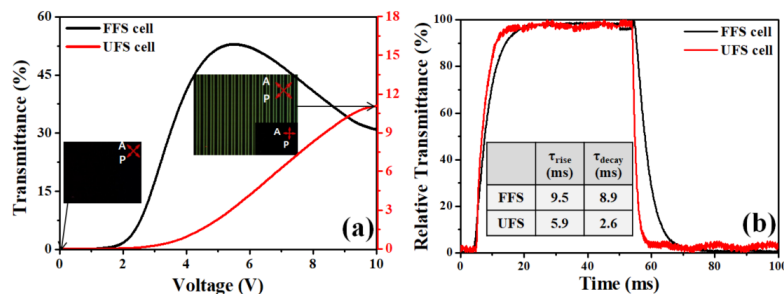 60
45
30
15
0
Transmittance (%)
FFS cell
UFS cell
A
P
A
P
A
P
(a)
18
15
12
9
6
3
0
0 2 4 6 8 10
Voltage (V)
100
80
60
40
20
0
Relative Transmittance (%)
FFS cell
UFS cell
τrise (ms) τdecay (ms)
FFS 9.5 8.9
UFS 5.9 2.6
(b)
0 20 40 60 80 100
Time (ms)